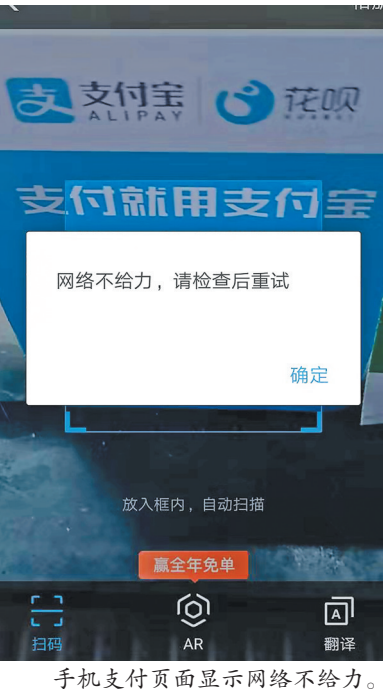 支付宝
ALIPAY
花呗
支付就用支付宝
网络不给力，请检查后重试
确定
放入框内，自动扫描
赢全年免单
扫码
AR
A
翻译
手机支付页面显示网络不给力。